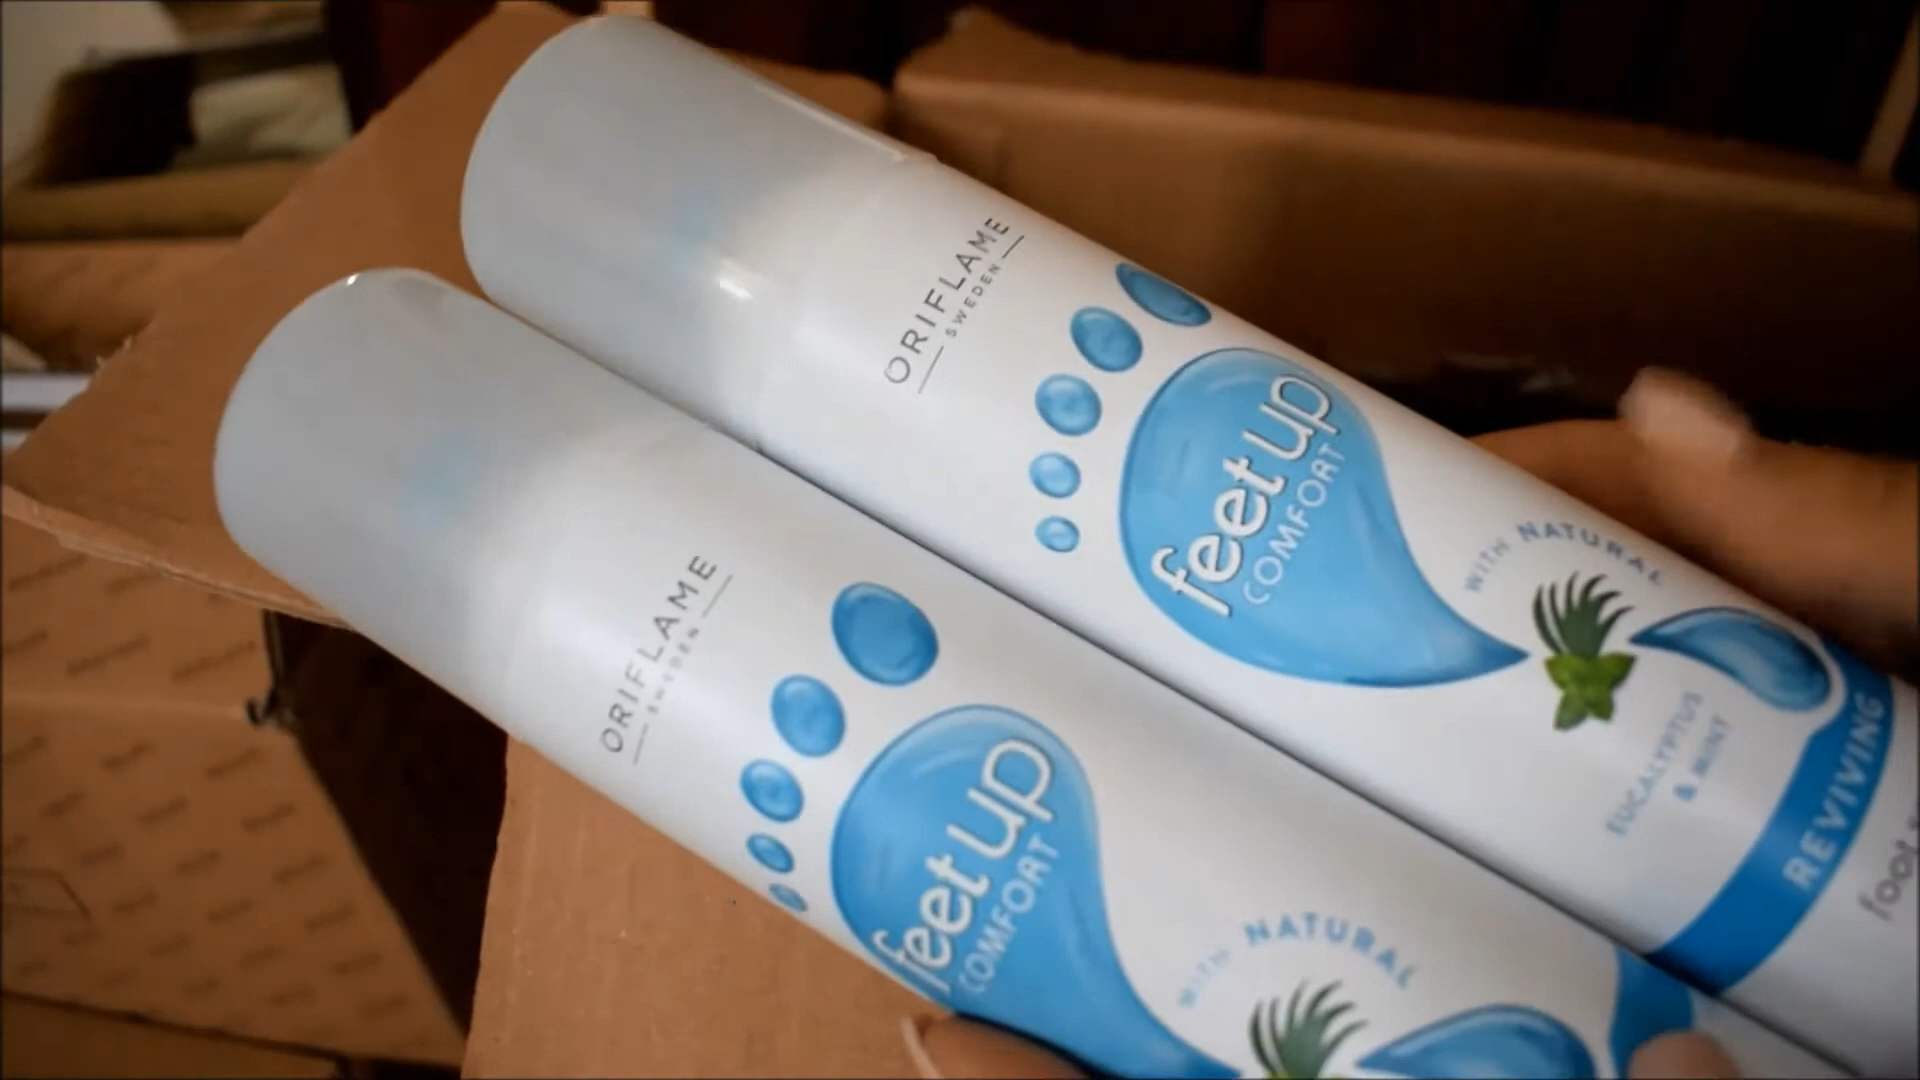 ORIFLAME
SWEDEN
feet up
COMFORT
WITH NATURAL
EUCALYPTUS
& MINT
REVIVING
ORIFLAME
SWEDEN
feet up
COMFORT
WITH NATURAL